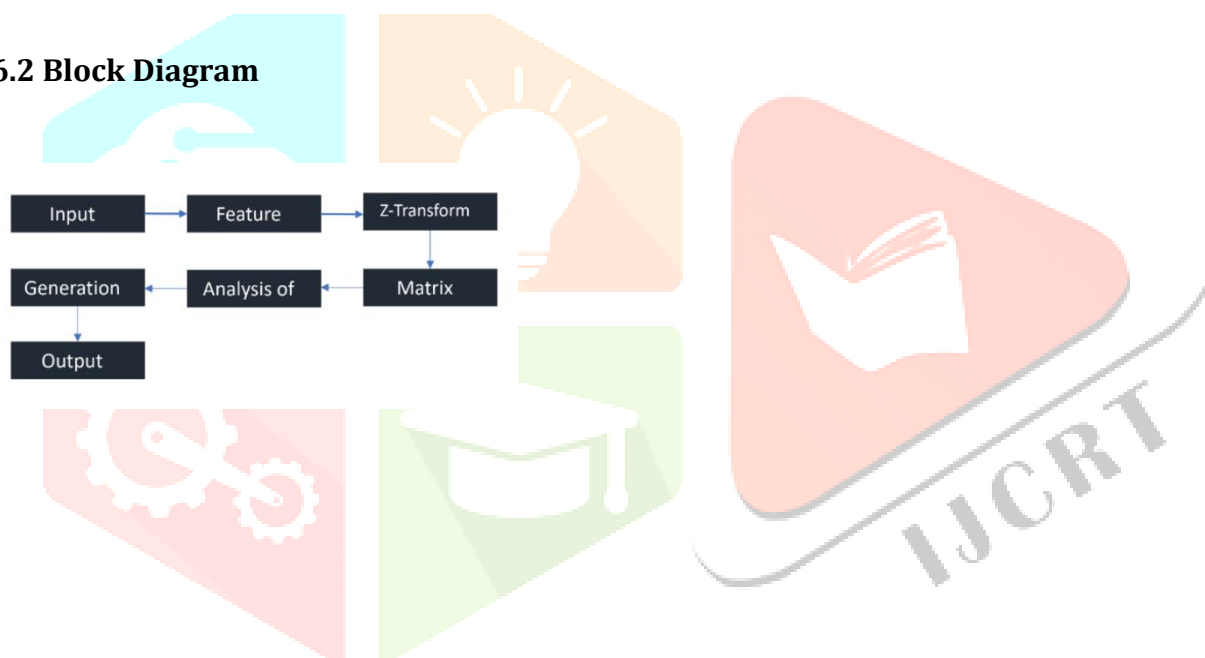 6.2 Block Diagram
Input
Feature
Z-Transform
Matrix
Analysis of
Generation
Output
IJCRT